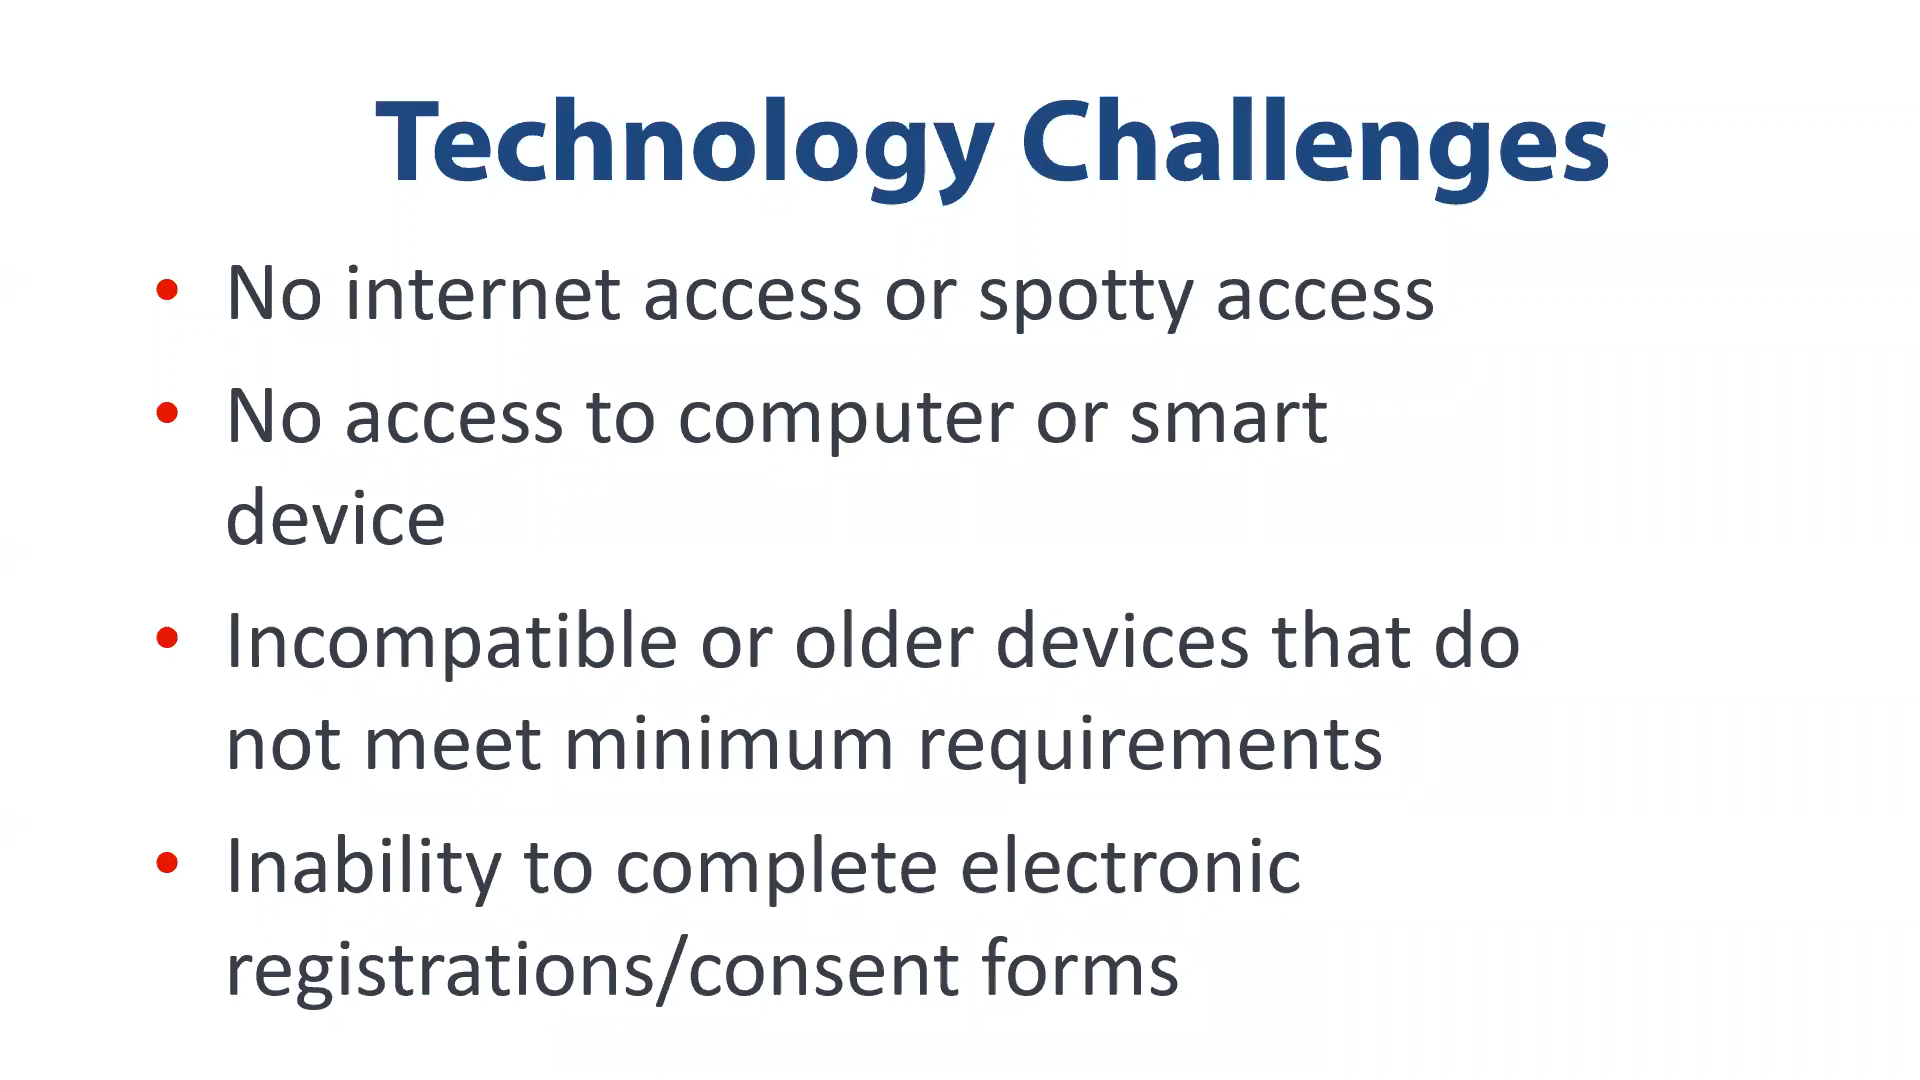 Technology Challenges
• No internet access or spotty access
• No access to computer or smart
device
• Incompatible or older devices that do
not meet minimum requirements
• Inability to complete electronic
registrations/consent forms